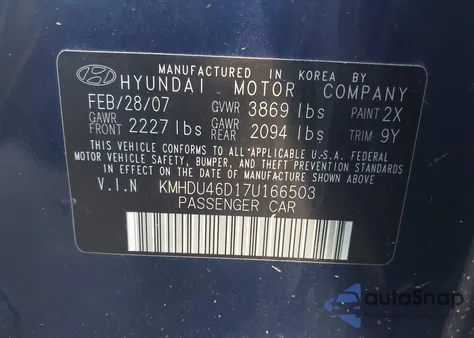 MANUFACTURED IN KOREA BY
HYUNDAI MOTOR COMPANY
FEB/28/07 GVWR 3869 lbs PAINT 2X
GAWR FRONT 2227 lbs GAWR REAR 2094 lbs TRIM 9Y
THIS VEHICLE CONFORMS TO ALL APPLICABLE U.S.A. FEDERAL
MOTOR VEHICLE SAFETY, BUMPER, AND THEFT PREVENTION STANDARDS
IN EFFECT ON THE DATE OF MANUFACTURE SHOWN ABOVE.
V.I.N KMHDU46D17U166503
PASSENGER CAR
autoSnap